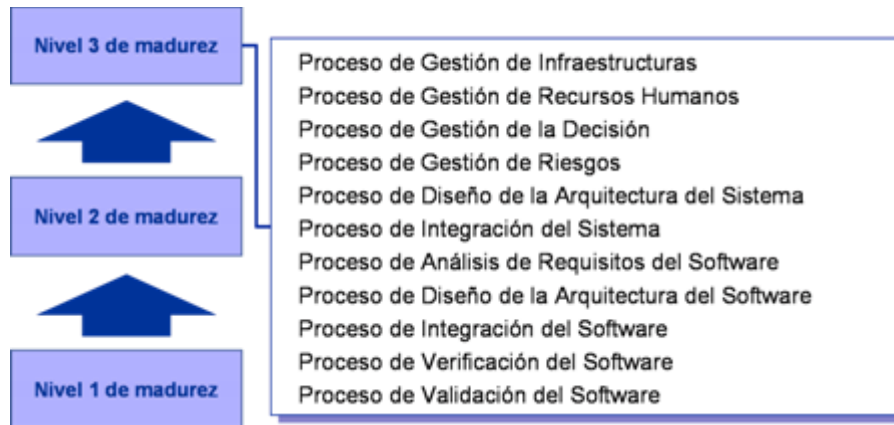 Nivel 3 de madurez
Nivel 2 de madurez
Nivel 1 de madurez
Proceso de Gestión de Infraestructuras
Proceso de Gestión de Recursos Humanos
Proceso de Gestión de la Decisión
Proceso de Gestión de Riesgos
Proceso de Diseño de la Arquitectura del Sistema
Proceso de Integración del Sistema
Proceso de Análisis de Requisitos del Software
Proceso de Diseño de la Arquitectura del Software
Proceso de Integración del Software
Proceso de Verificación del Software
Proceso de Validación del Software